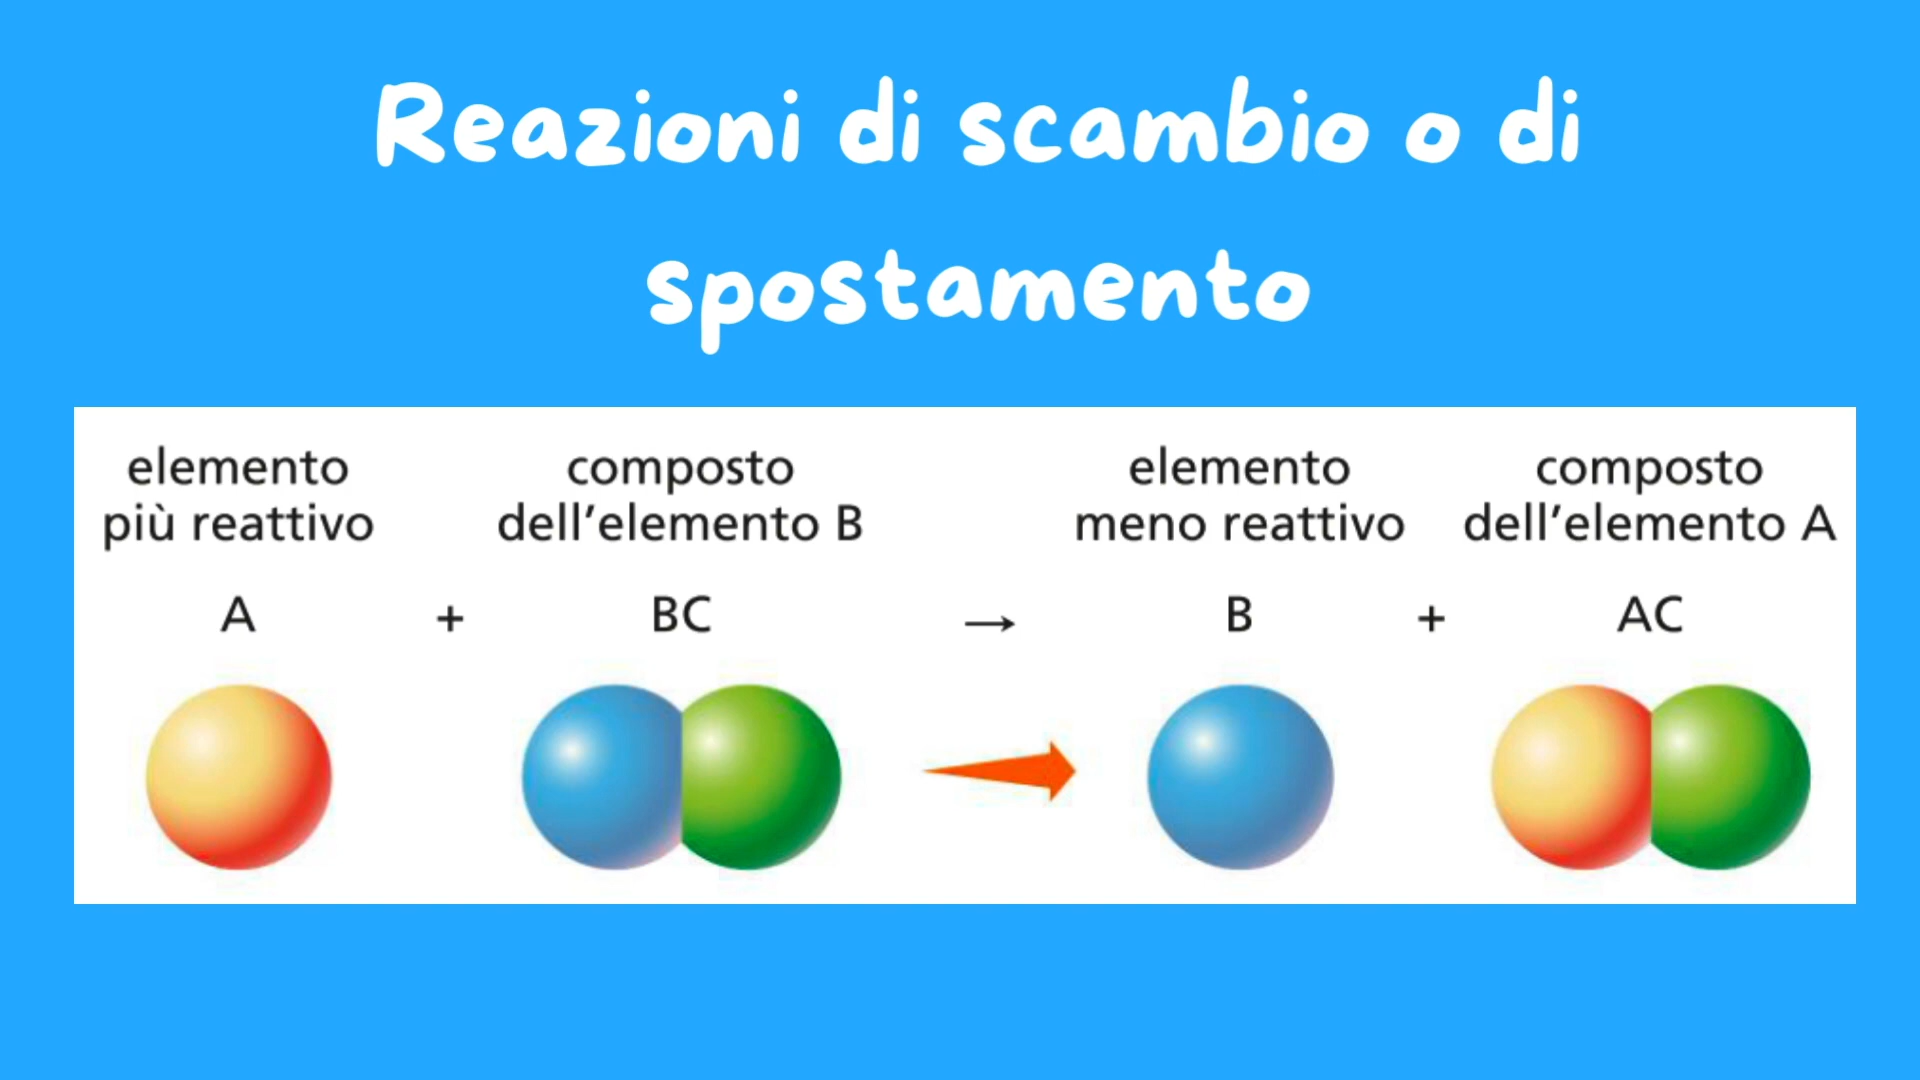 Reazioni di scambio o di
spostamento
elemento
più reattivo
composto
dell'elemento B
elemento
meno reattivo
composto
dell'elemento A
A + BC → B + AC